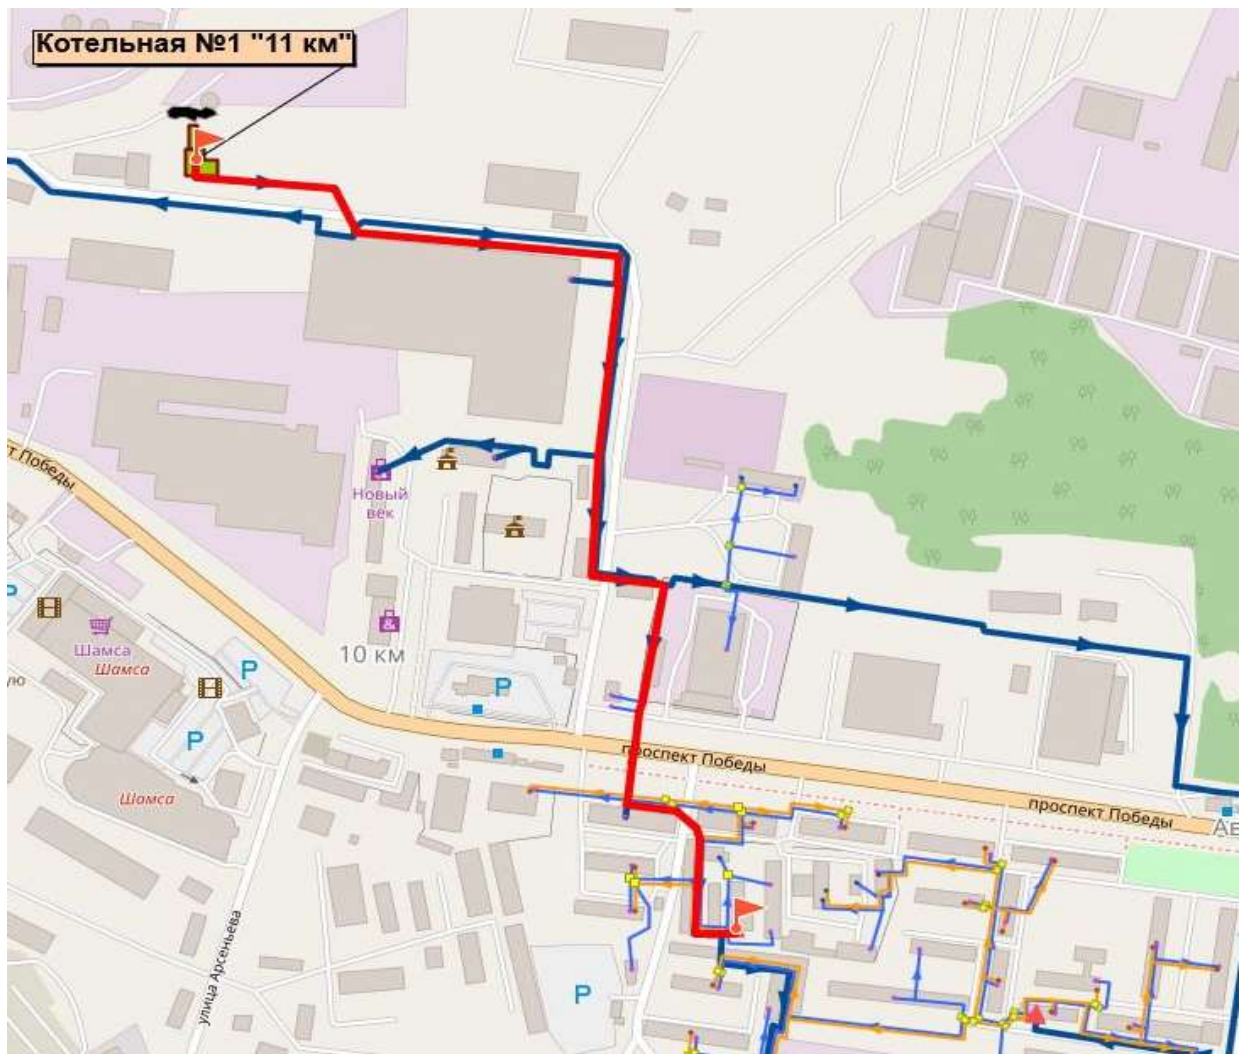 Котельная №1 "11 км"
т Победы
Новый
век
Р
Шамса
Шамса
10 км
Р
Р
ую
Р
проспект Победы
Шамса
проспект Победы
Ав
улица Арсеньева
Р